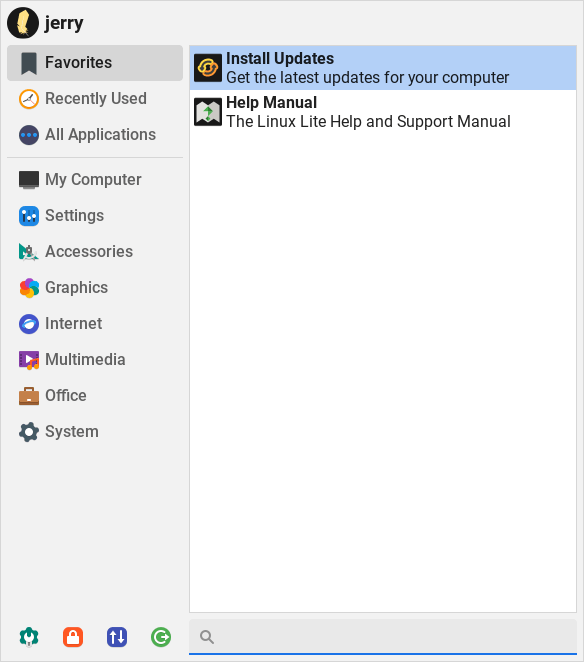 jerry
Favorites
Recently Used
All Applications
My Computer
Settings
Accessories
Graphics
Internet
Multimedia
Office
System
Install Updates
Get the latest updates for your computer
Help Manual
The Linux Lite Help and Support Manual